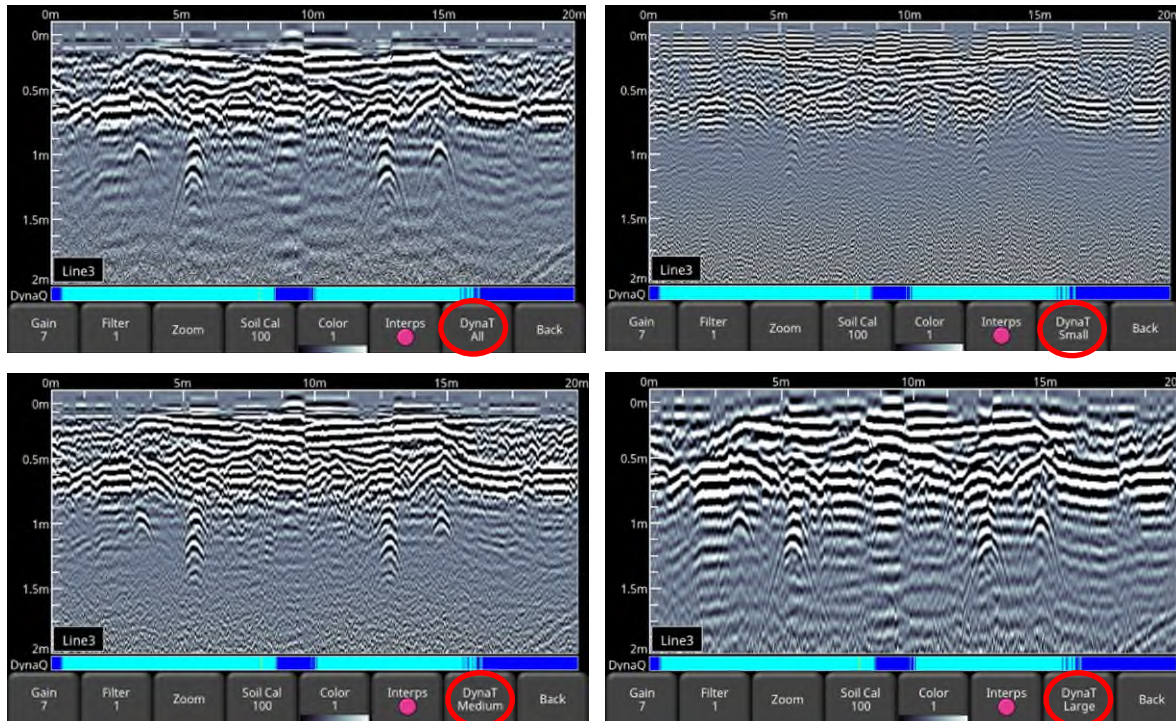 0m 5m 10m 15m 20m
0m
0.5m
1m
1.5m
2m
Line3
DynaQ
Gain 7 Filter 1 Zoom Soil Cal 100 Color 1 Interps DynaT All Back
0m 5m 10m 15m 20m
0m
0.5m
1m
1.5m
2m
Line3
DynaQ
Gain 7 Filter 1 Zoom Soil Cal 100 Color 1 Interps DynaT Small Back
0m 5m 10m 15m 20m
0m
0.5m
1m
1.5m
2m
Line3
DynaQ
Gain 7 Filter 1 Zoom Soil Cal 100 Color 1 Interps DynaT Medium Back
0m 5m 10m 15m 20m
0m
0.5m
1m
1.5m
2m
Line3
DynaQ
Gain 7 Filter 1 Zoom Soil Cal 100 Color 1 Interps DynaT Large Back